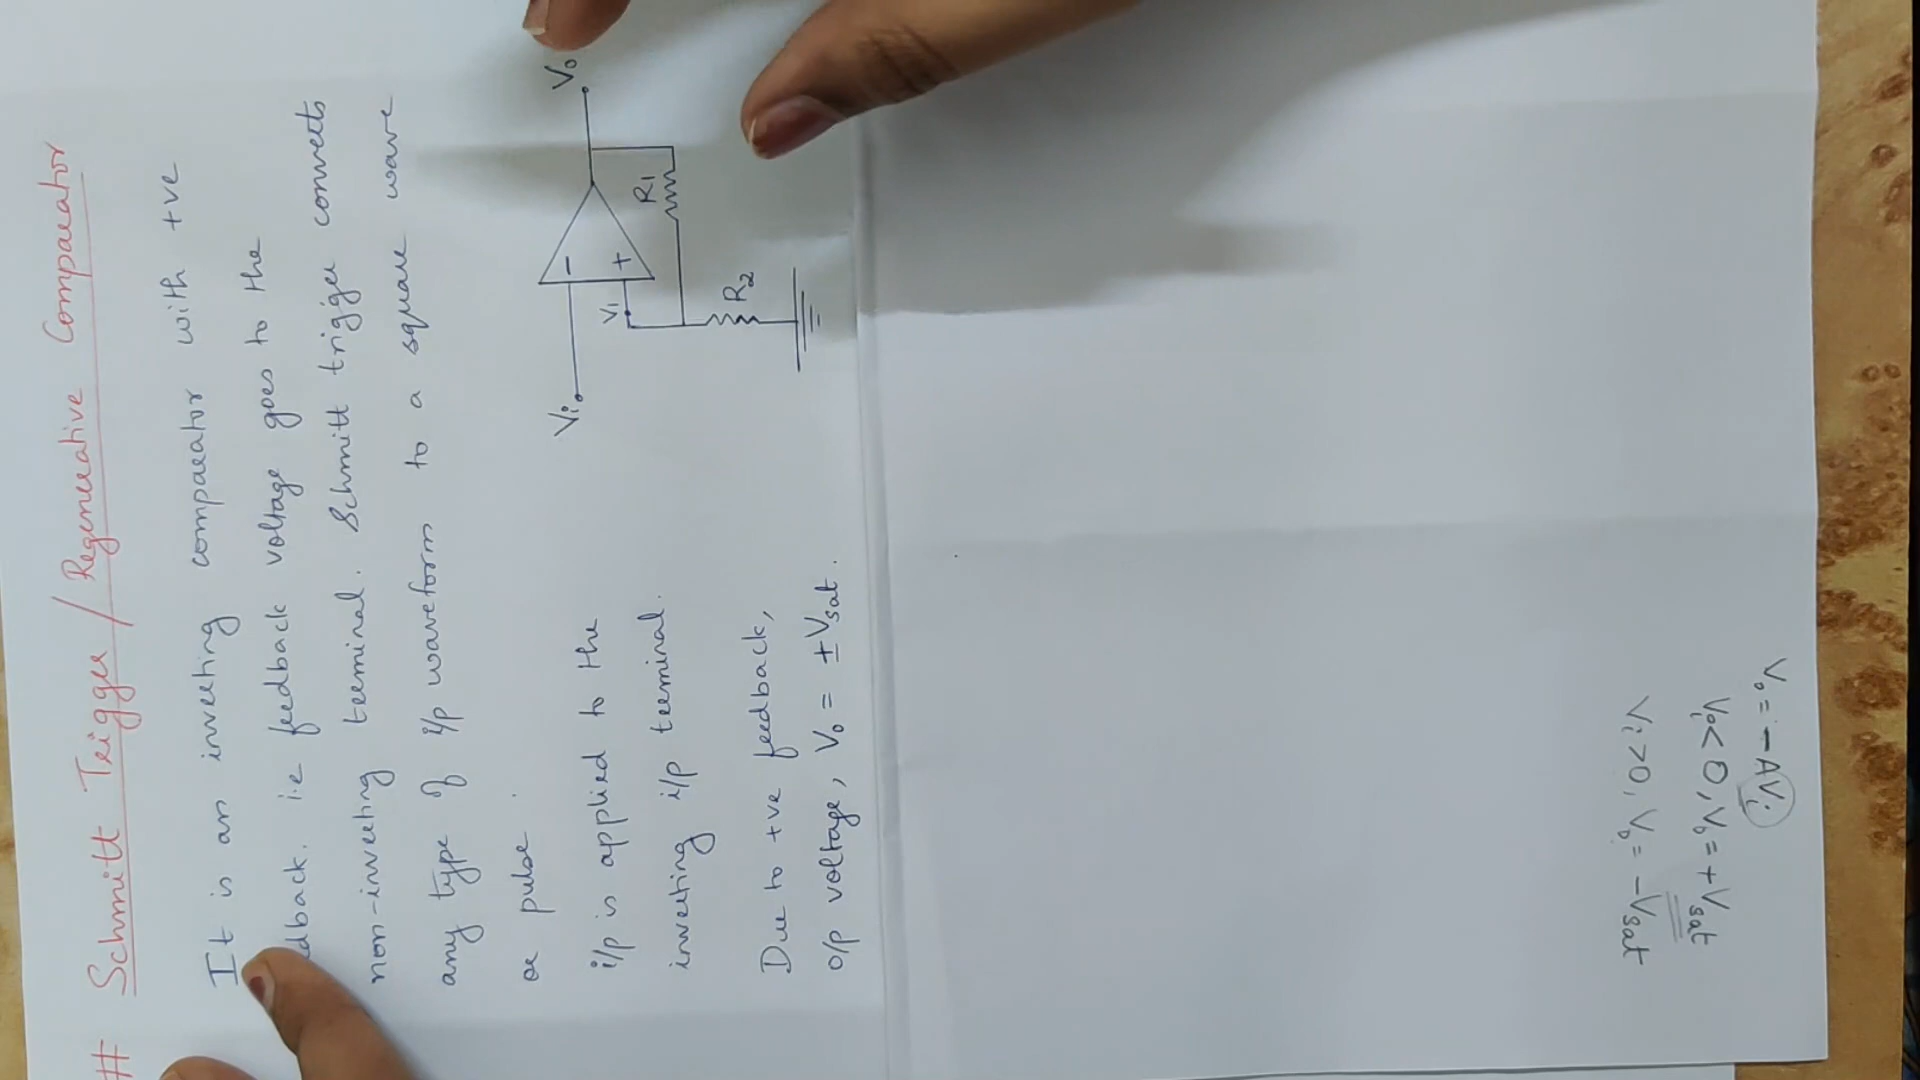 # Schmitt Trigger / Regenerative Comparator
It is an inverting comparator with +ve
dback. i.e feedback voltage goes to the
non-inverting terminal. Schmitt trigger converts
any type of i/p waveform to a square wave
or pulse.
i/p is applied to the
inverting i/p terminal.
Due to +ve feedback,
o/p voltage, V₀ = ±Vsat.
Vi
V₀
−
+
V₁
R₁
R₂
V₀ = −AVi
Vi < 0, V₀ = +Vsat
Vi > 0, V₀ = −Vsat